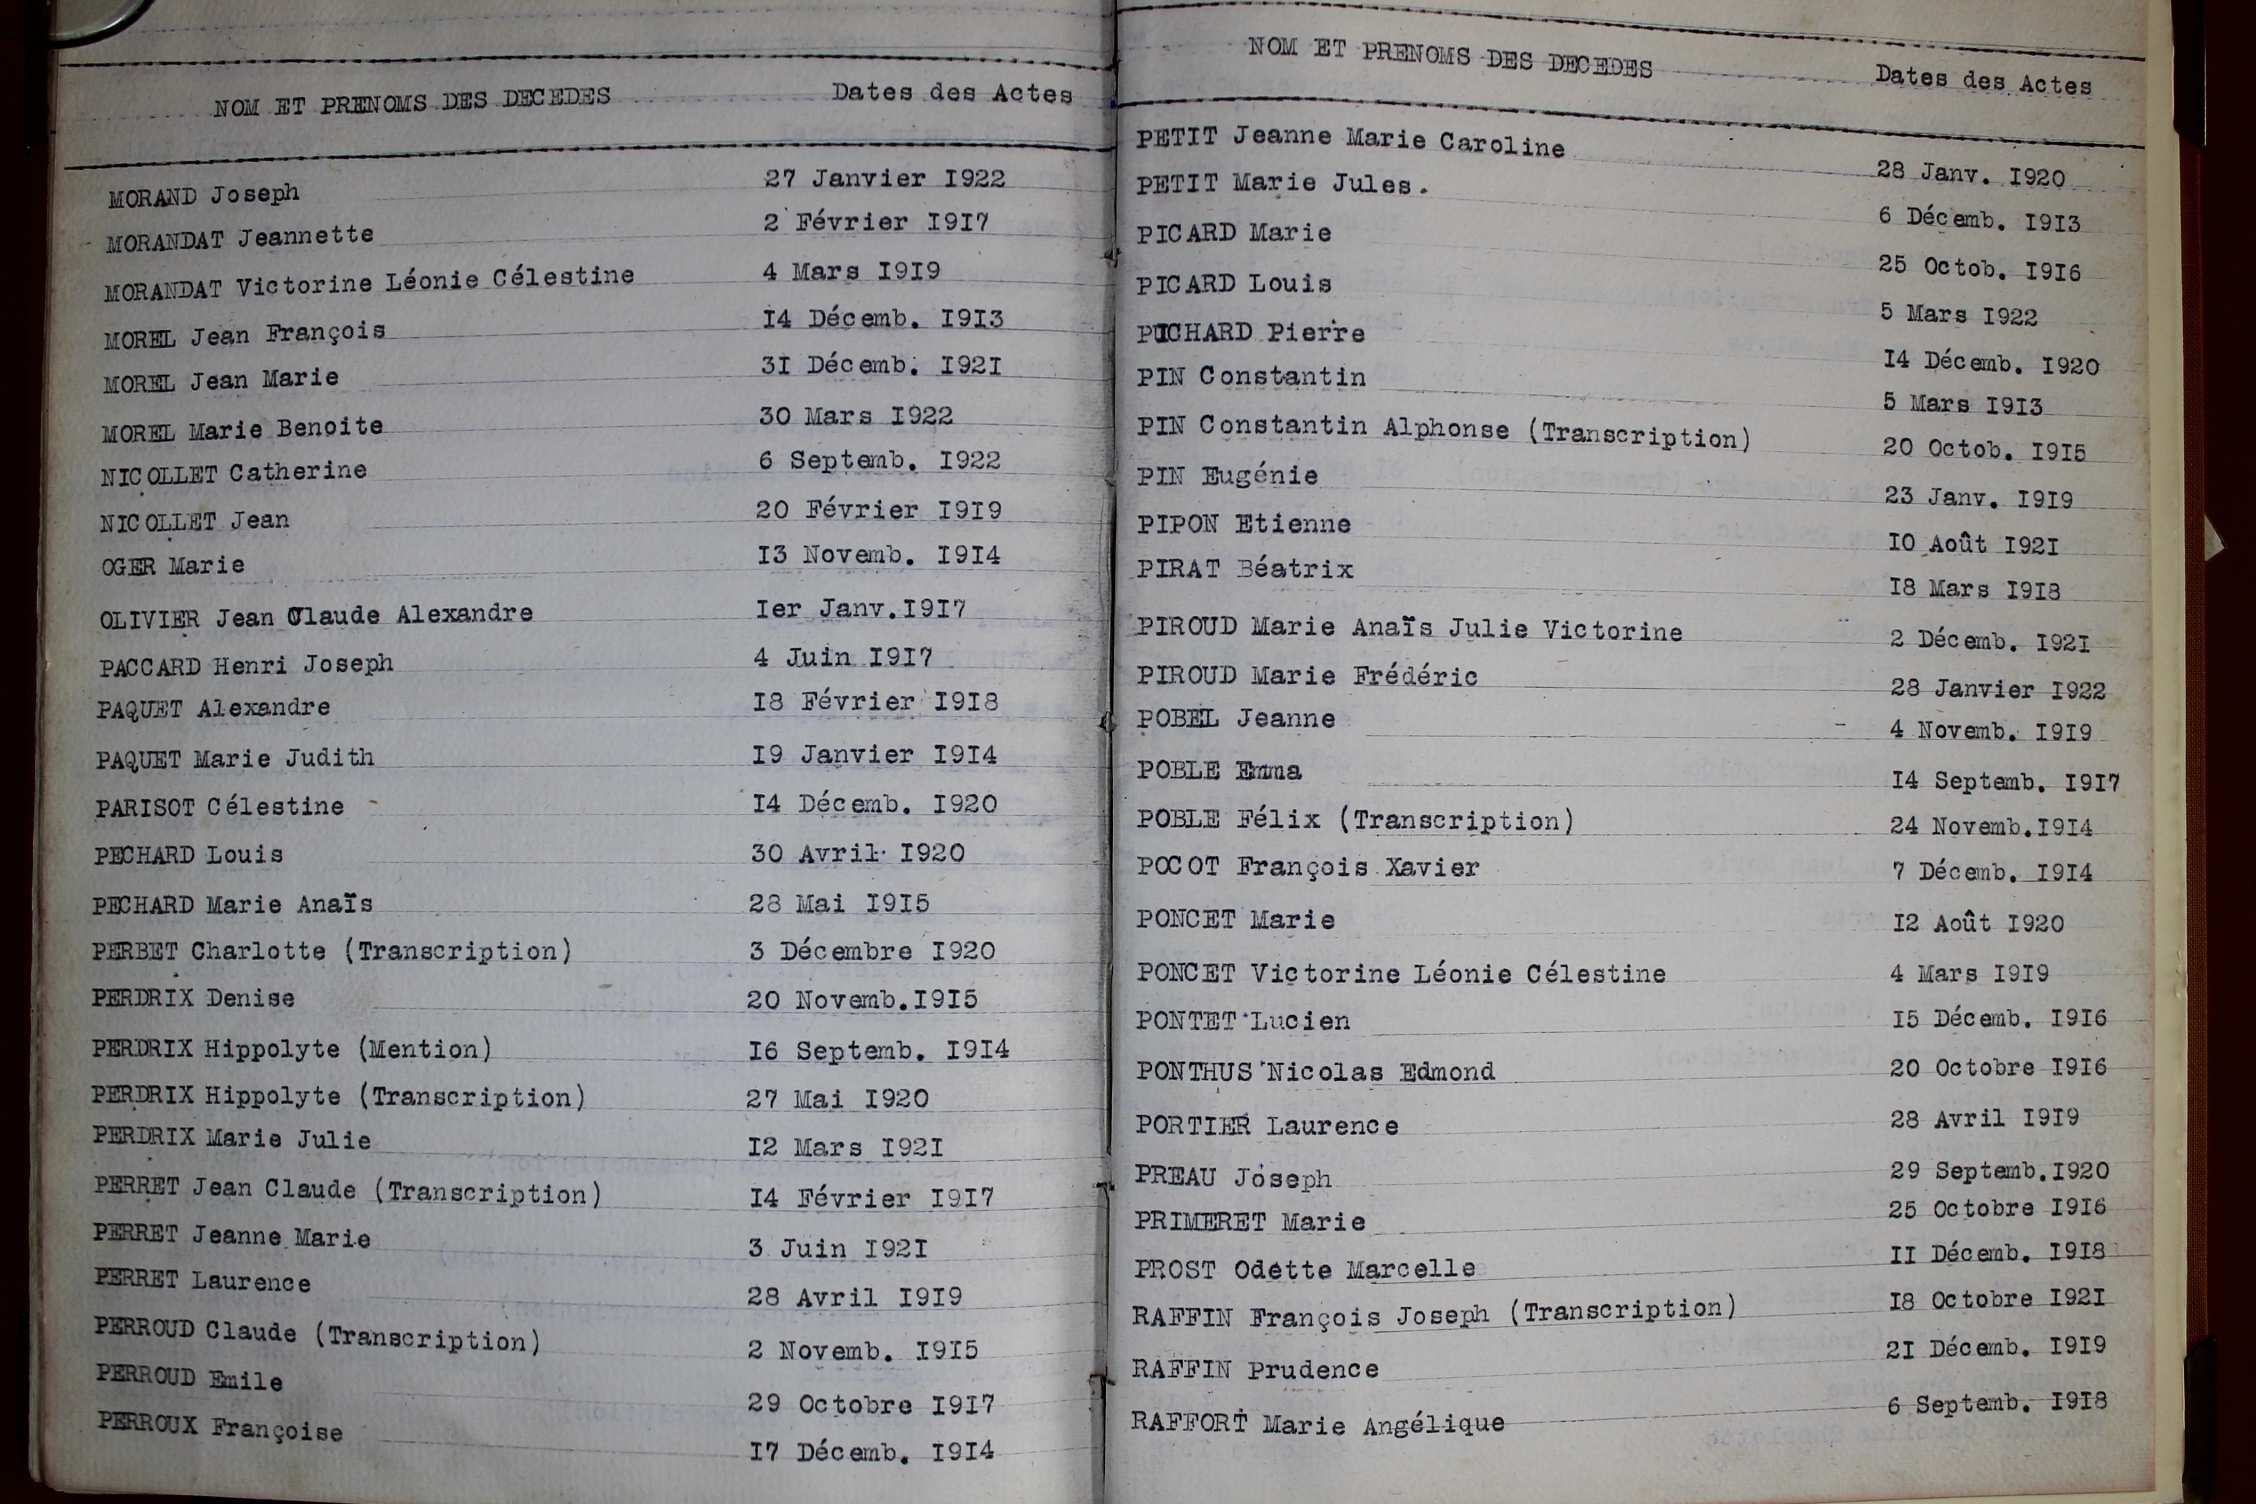 NOM ET PRENOMS DES DECEDES Dates des Actes
MORAND Joseph 27 Janvier I922
MORANDAT Jeannette 2 Février I9I7
MORANDAT Victorine Léonie Célestine 4 Mars I9I9
MOREL Jean François I4 Décemb. I9I3
MOREL Jean Marie 3I Décemb. I92I
MOREL Marie Benoite 30 Mars I922
NICOLLET Catherine 6 Septemb. I922
NICOLLET Jean 20 Février I9I9
OGER Marie I3 Novemb. I9I4
OLIVIER Jean Claude Alexandre Ier Janv.I9I7
PACCARD Henri Joseph 4 Juin I9I7
PAQUET Alexandre I8 Février I9I8
PAQUET Marie Judith I9 Janvier I9I4
PARISOT Célestine I4 Décemb. I920
PECHARD Louis 30 Avril I920
PECHARD Marie Anaïs 28 Mai I9I5
PERBET Charlotte (Transcription) 3 Décembre I920
PERDRIX Denise 20 Novemb.I9I5
PERDRIX Hippolyte (Mention) I6 Septemb. I9I4
PERDRIX Hippolyte (Transcription) 27 Mai I920
PERDRIX Marie Julie I2 Mars I92I
PERRET Jean Claude (Transcription) I4 Février I9I7
PERRET Jeanne Marie 3 Juin I92I
PERRET Laurence 28 Avril I9I9
PERROUD Claude (Transcription) 2 Novemb. I9I5
PERROUD Emile 29 Octobre I9I7
PERROUX Françoise I7 Décemb. I9I4
NOM ET PRENOMS DES DECEDES Dates des Actes
PETIT Jeanne Marie Caroline 28 Janv. I920
PETIT Marie Jules. 6 Décemb. I9I3
PICARD Marie 25 Octob. I9I6
PICARD Louis 5 Mars I922
PICHARD Pierre I4 Décemb. I920
PIN Constantin 5 Mars I9I3
PIN Constantin Alphonse (Transcription) 20 Octob. I9I5
PIN Eugénie 23 Janv. I9I9
PIPON Etienne I0 Août I92I
PIRAT Béatrix I8 Mars I9I8
PIROUD Marie Anaïs Julie Victorine 2 Décemb. I92I
PIROUD Marie Frédéric 28 Janvier I922
POBEL Jeanne 4 Novemb. I9I9
POBLE Emma I4 Septemb. I9I7
POBLE Félix (Transcription) 24 Novemb.I9I4
POCOT François Xavier 7 Décemb. I9I4
PONCET Marie I2 Août I920
PONCET Victorine Léonie Célestine 4 Mars I9I9
PONTET Lucien I5 Décemb. I9I6
PONTHUS Nicolas Edmond 20 Octobre I9I6
PORTIER Laurence 28 Avril I9I9
PREAU Joseph 29 Septemb.I920
PRIMERET Marie 25 Octobre I9I6
PROST Odette Marcelle II Décemb. I9I8
RAFFIN François Joseph (Transcription) I8 Octobre I92I
RAFFIN Prudence 2I Décemb. I9I9
RAFFORT Marie Angélique 6 Septemb. I9I8